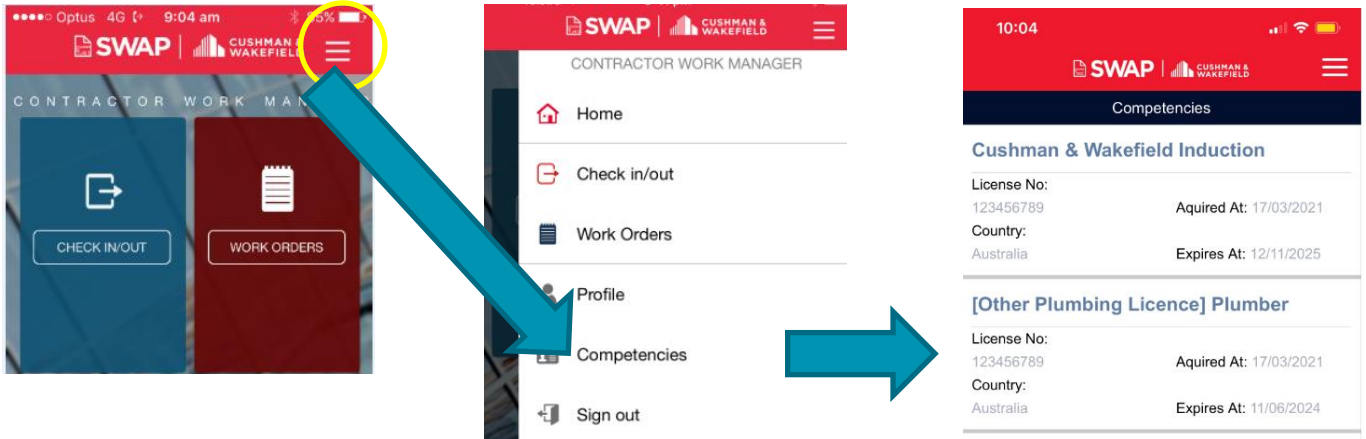 Optus 4G 9:04 am 85%
SWAP | CUSHMAN &
WAKEFIELD
CONTRACTOR WORK MAN
CHECK IN/OUT
WORK ORDERS
SWAP | CUSHMAN &
WAKEFIELD
CONTRACTOR WORK MANAGER
Home
Check in/out
Work Orders
Profile
Competencies
Sign out
10:04
SWAP | CUSHMAN &
WAKEFIELD
Competencies
Cushman & Wakefield Induction
License No:
123456789 Aquired At: 17/03/2021
Country:
Australia Expires At: 12/11/2025
[Other Plumbing Licence] Plumber
License No:
123456789 Aquired At: 17/03/2021
Country:
Australia Expires At: 11/06/2024